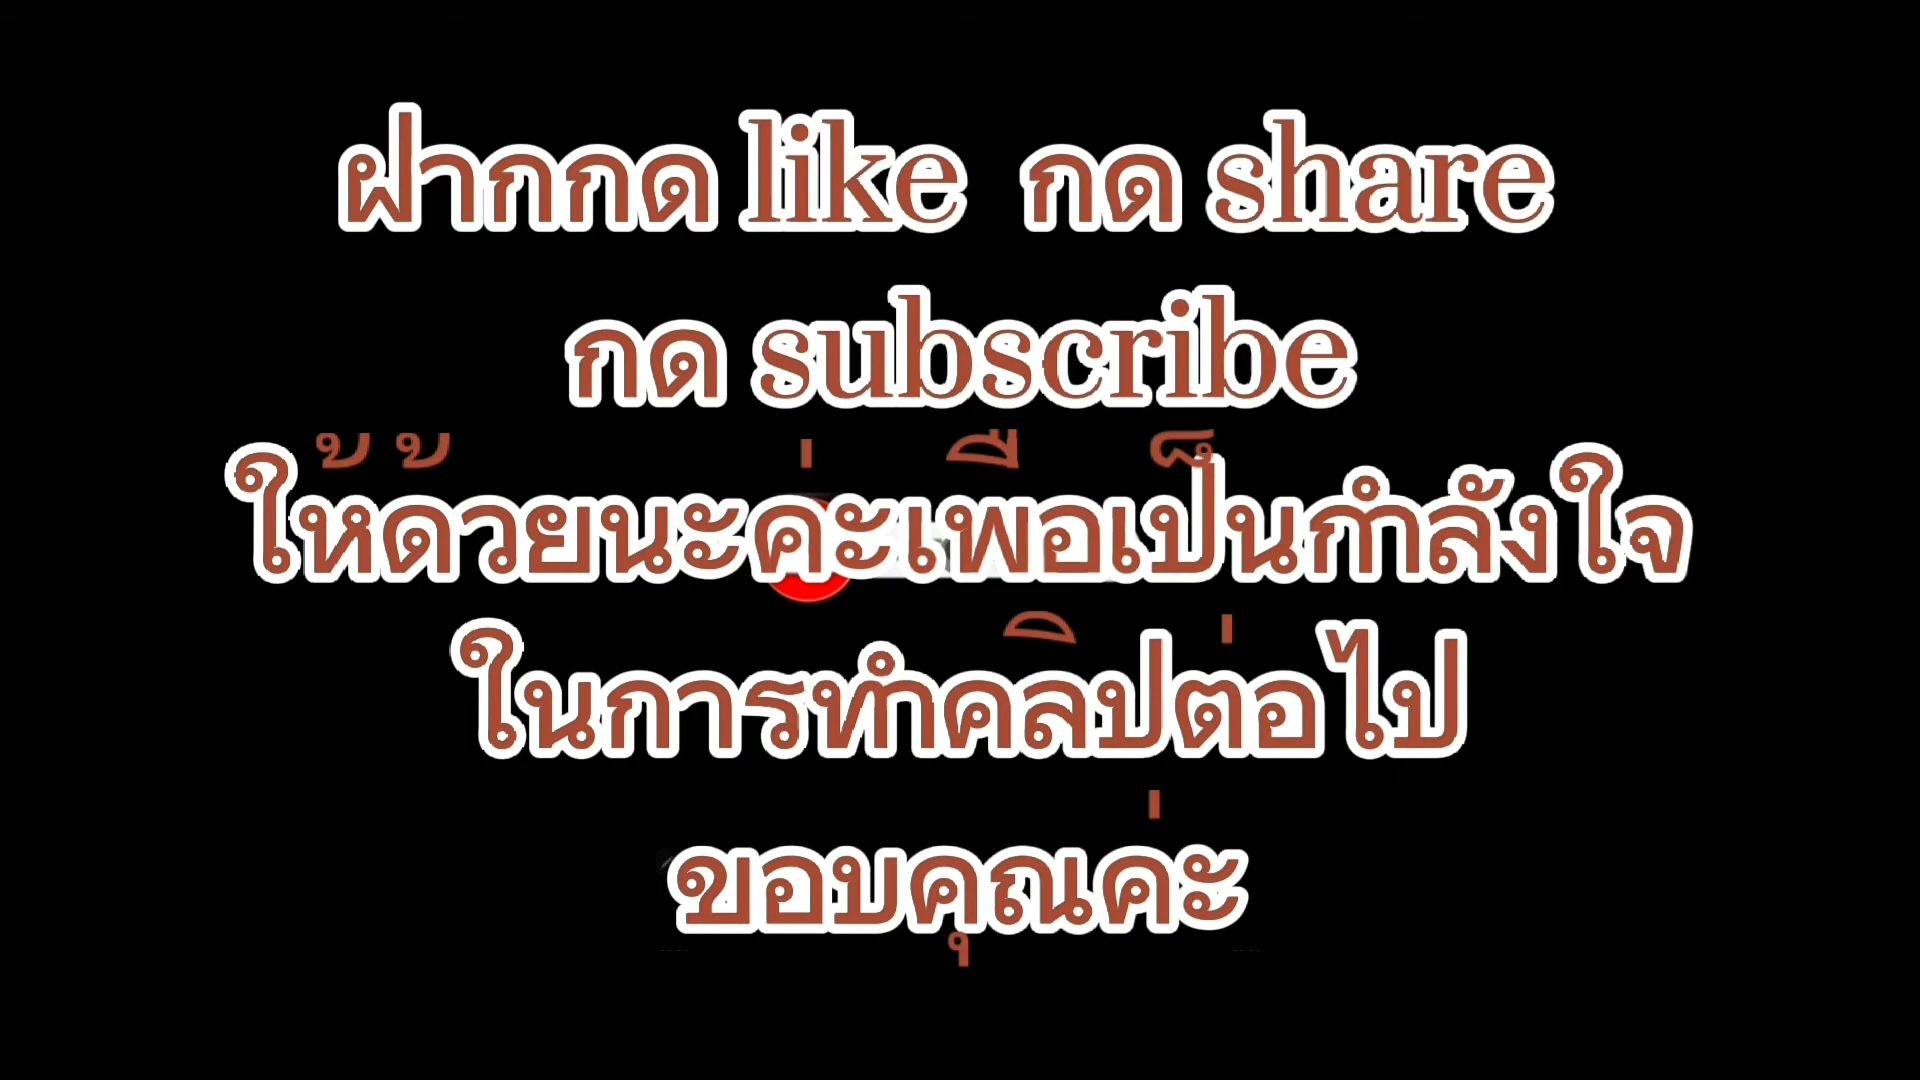 ฝากกด like กด share
กด subscribe
ให้ด้วยนะค่ะเพื่อเป็นกำลังใจ
ในการทำคลิปต่อไป
ขอบคุณค่ะ